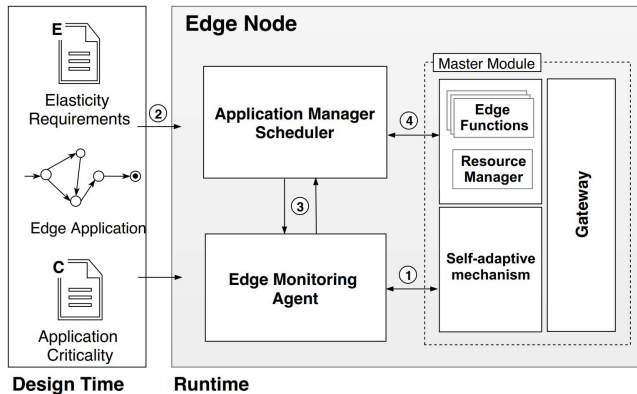 E
Elasticity
Requirements
Edge Application
C
Application
Criticality
Design Time
Edge Node
2
Application Manager
Scheduler
3
Edge Monitoring
Agent
4
1
Master Module
Edge
Functions
Resource
Manager
Self-adaptive
mechanism
Gateway
Runtime